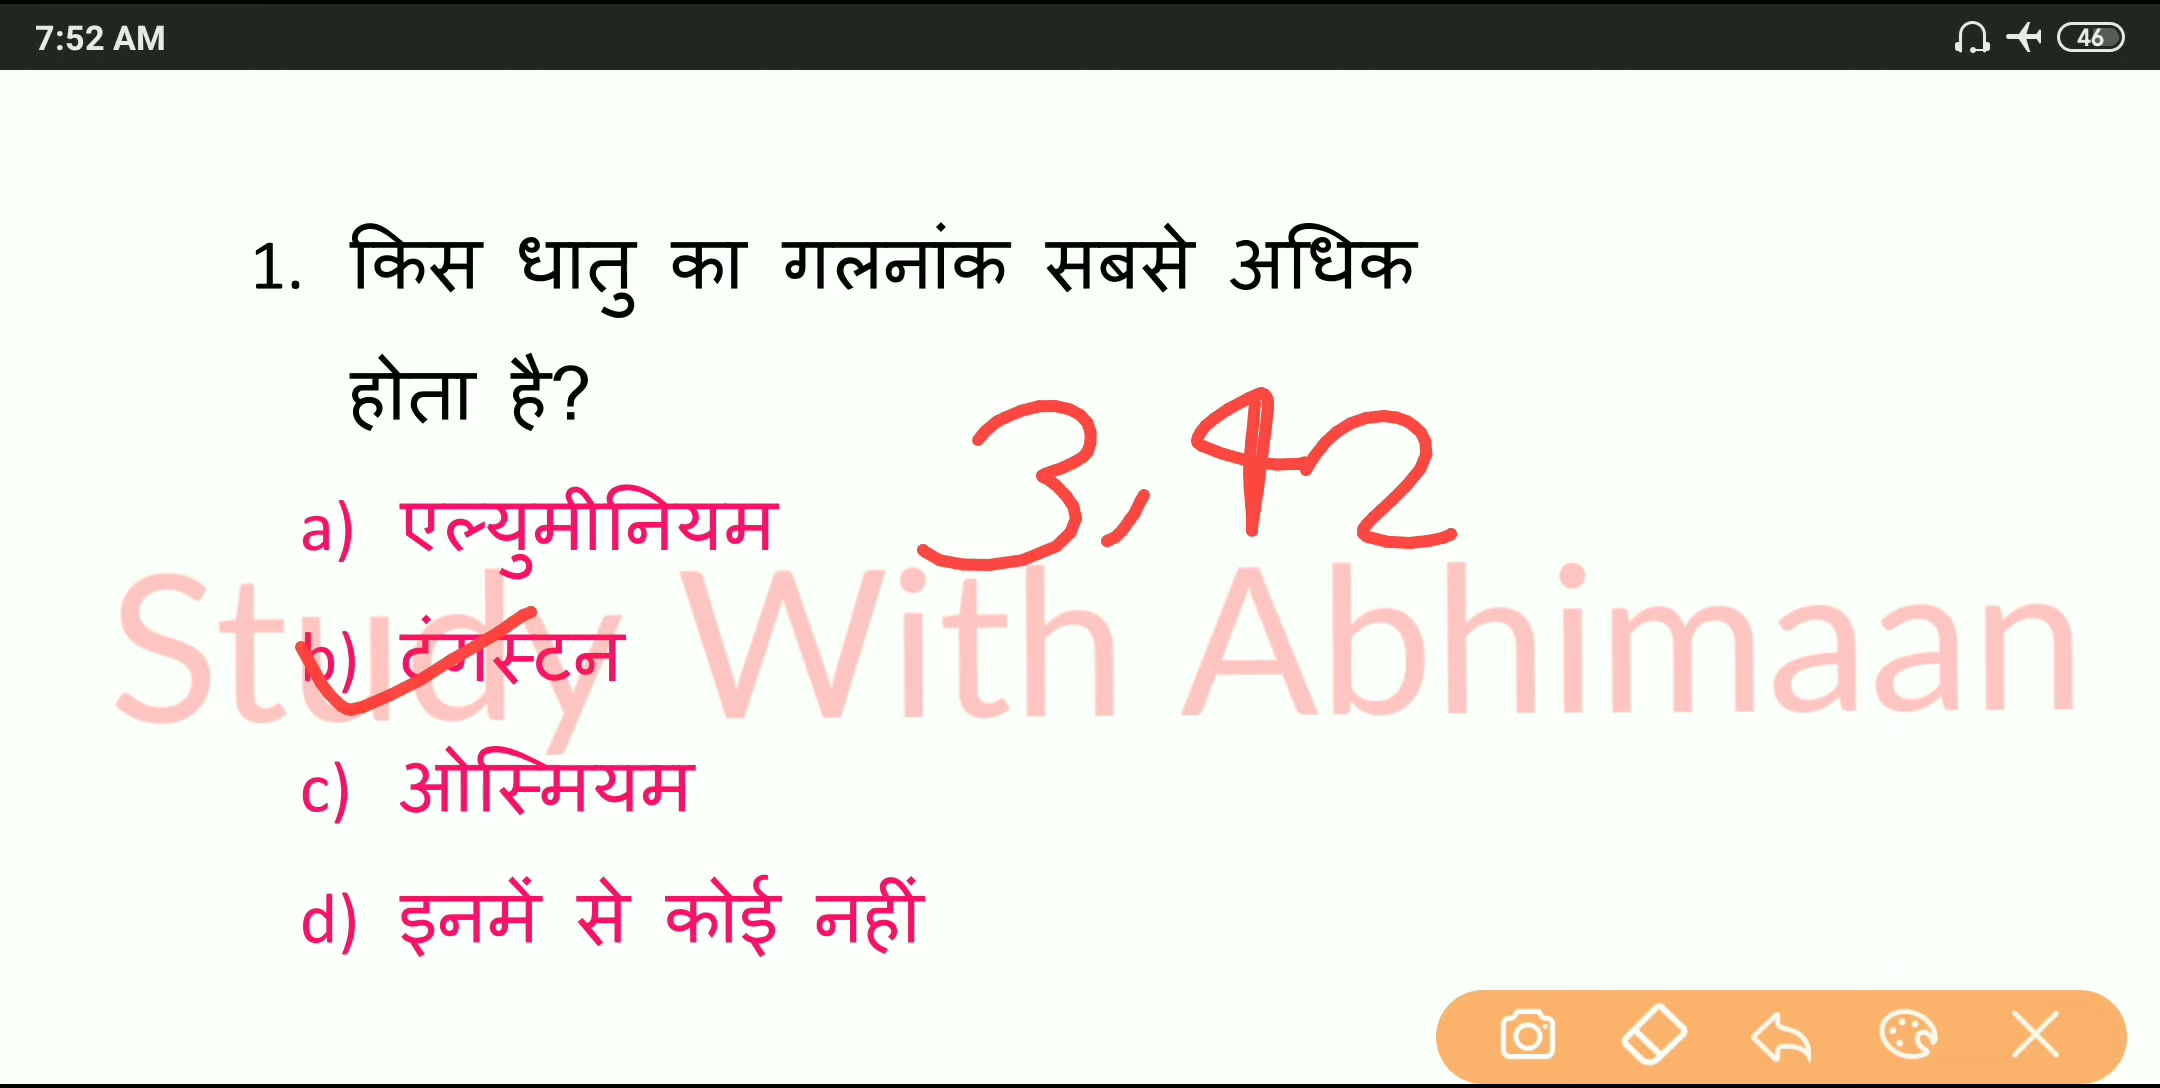 7:52 AM
46
1. किस धातु का गलनांक सबसे अधिक
होता है?
3,42
a) एल्युमीनियम
Study With Abhimaan
b) टंगस्टन
c) ओस्मियम
d) इनमें से कोई नहीं